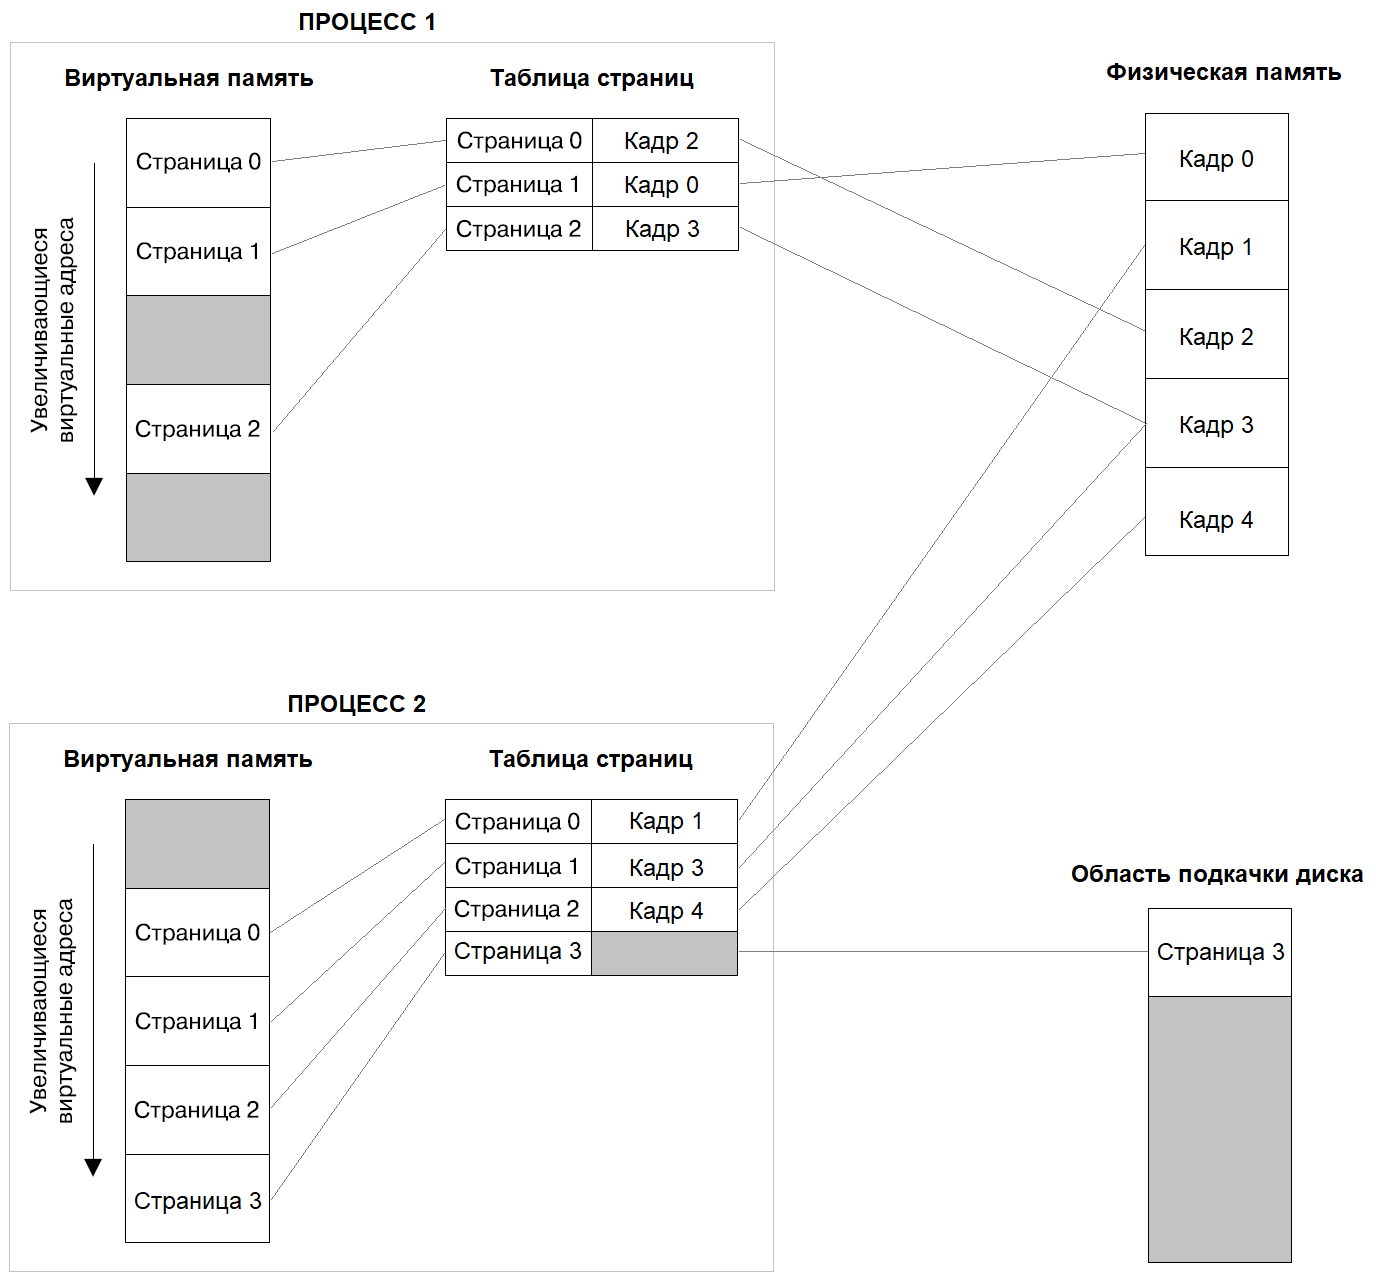 ПРОЦЕСС 1
Виртуальная память
Таблица страниц
Физическая память
Увеличивающиеся
виртуальные адреса
Страница 0
Страница 1
Страница 2
Страница 0 Кадр 2
Страница 1 Кадр 0
Страница 2 Кадр 3
Кадр 0
Кадр 1
Кадр 2
Кадр 3
Кадр 4
ПРОЦЕСС 2
Виртуальная память
Таблица страниц
Увеличивающиеся
виртуальные адреса
Страница 0
Страница 1
Страница 2
Страница 3
Страница 0 Кадр 1
Страница 1 Кадр 3
Страница 2 Кадр 4
Страница 3
Область подкачки диска
Страница 3